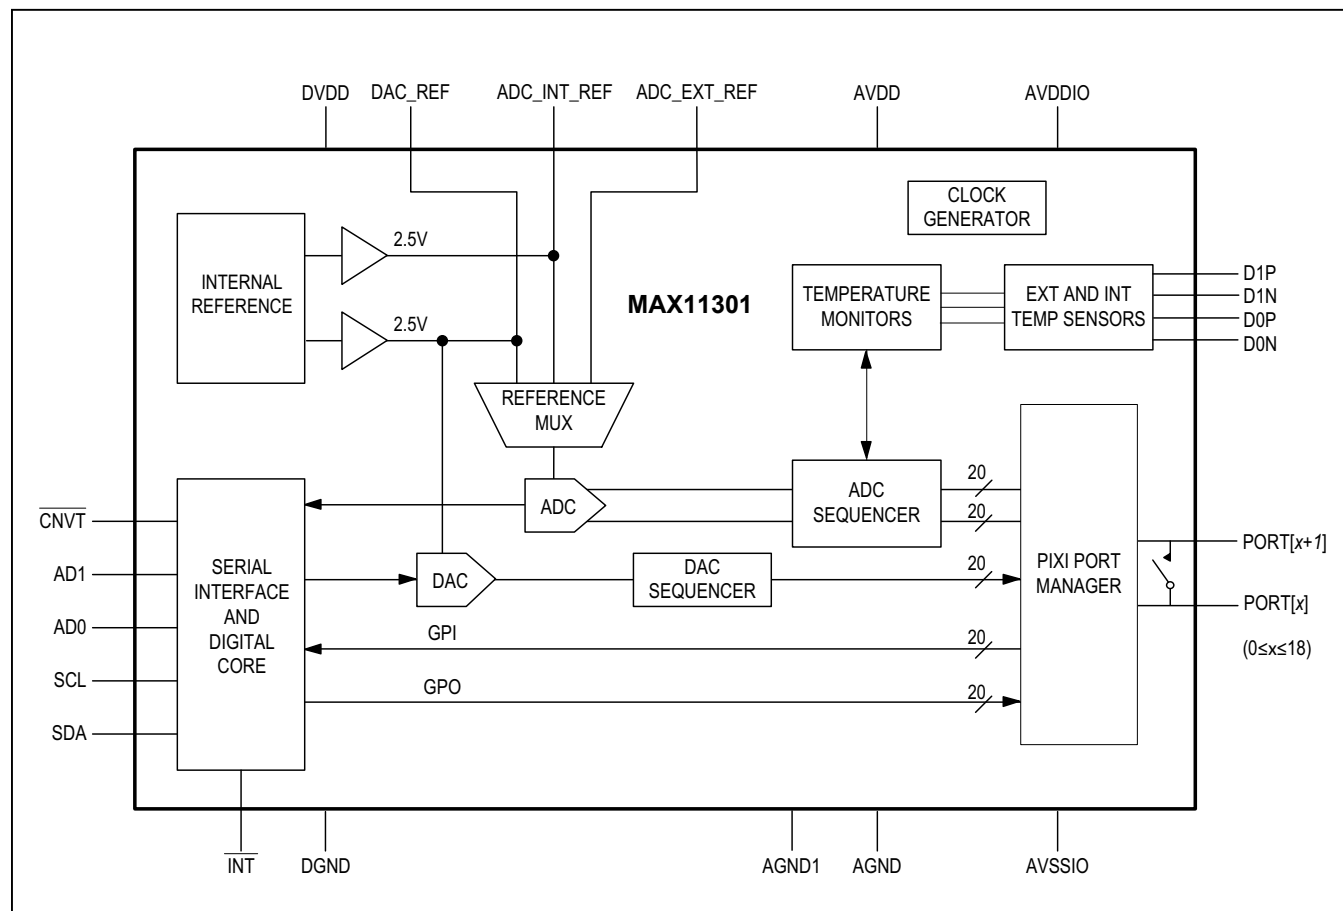 DVDD
DAC_REF
ADC_INT_REF
ADC_EXT_REF
AVDD
AVDDIO
CLOCK
GENERATOR
INTERNAL
REFERENCE
2.5V
2.5V
MAX11301
TEMPERATURE
MONITORS
EXT AND INT
TEMP SENSORS
D1P
D1N
D0P
D0N
REFERENCE
MUX
ADC
ADC
SEQUENCER
20
20
CNVT
AD1
AD0
SCL
SDA
SERIAL
INTERFACE
AND
DIGITAL
CORE
DAC
DAC
SEQUENCER
20
GPI
20
GPO
20
PIXI PORT
MANAGER
PORT[x+1]
PORT[x]
(0≤x≤18)
INT
DGND
AGND1
AGND
AVSSIO